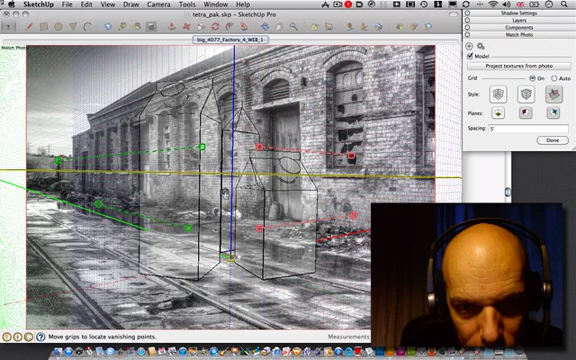 SketchUp File Edit View Camera Draw Tools Window Help
tetra_pak.skp - SketchUp
big_4077_Factory_4_WEB_1
Match Pho
Shadow Settings
Layers
Components
Match Photo
Model
Project textures from photo
Grid On Auto
Style:
Planes:
Spacing: 5'
Done
Move grips to locate vanishing points.
Measurements